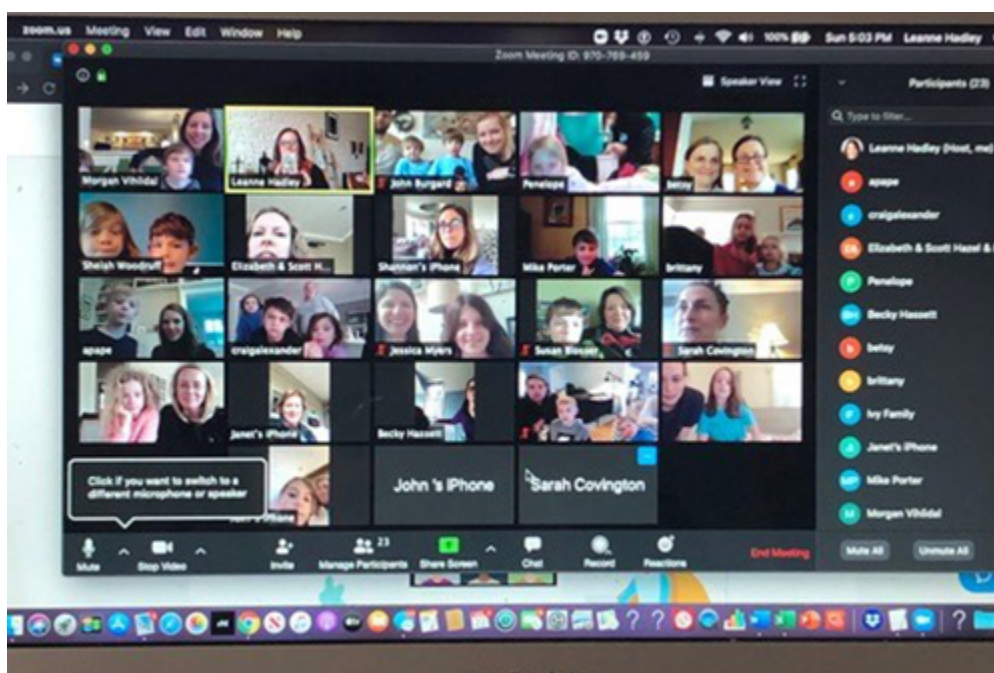 zoom.us Meeting View Edit Window Help 100% Sun 5:03 PM Leanne Hadley
Zoom Meeting ID: 970-769-459
Speaker View
Participants (23)
Type to filter...
Morgan Vihlidal
Leanne Hadley
John Burgard
Penelope
betsy
Sheiah Woodruff
Elizabeth & Scott H...
Shannon's iPhone
Mike Porter
brittany
apape
craigalexander
Jessica Myers
Susan Blosser
Sarah Covington
Janet's iPhone
Becky Hassett
iPhone
John 's iPhone
Sarah Covington
Click if you want to switch to a
different microphone or speaker
Leanne Hadley (Host, me)
apape
craigalexander
Elizabeth & Scott Hazel &
Penelope
BH Becky Hassett
betsy
brittany
Ivy Family
Janet's iPhone
MP Mike Porter
Morgan Vihlidal
Mute
Stop Video
Invite
23
Manage Participants
Share Screen
Chat
Record
Reactions
End Meeting
Mute All
Unmute All